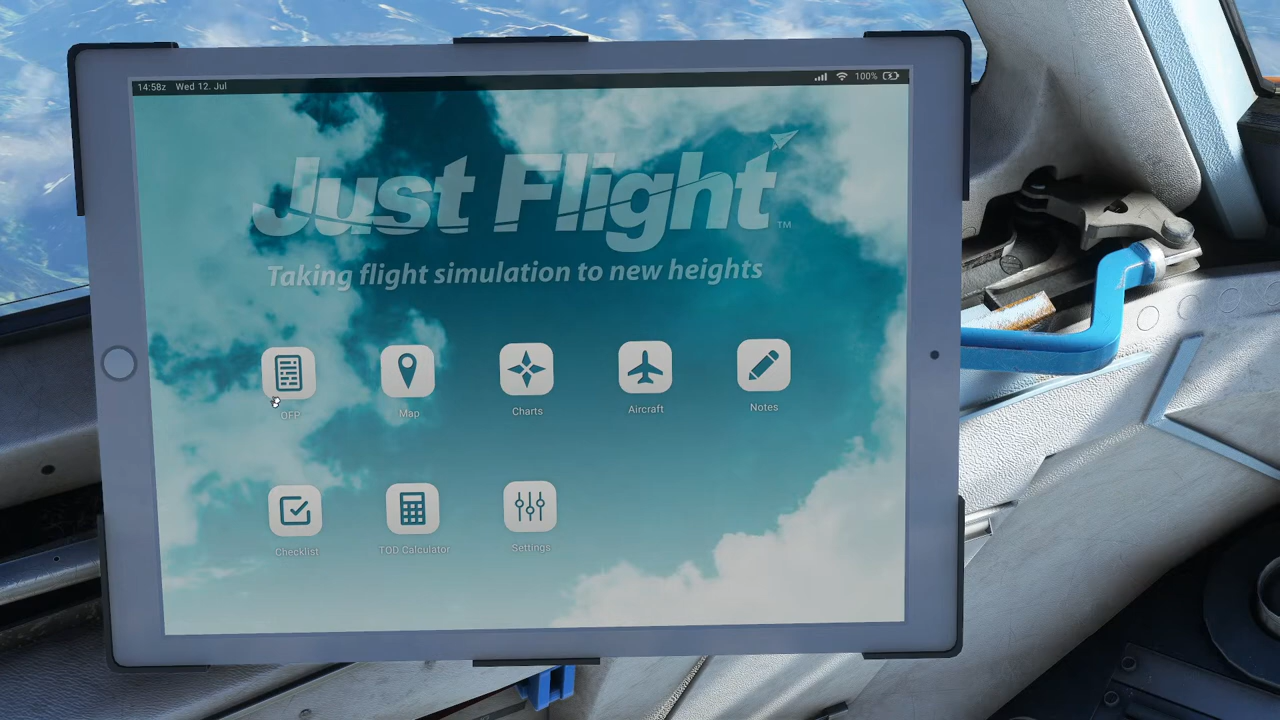 14:58z Wed 12. Jul 100%
Just Flight™
Taking flight simulation to new heights
OFP Map Charts Aircraft Notes
Checklist TOD Calculator Settings